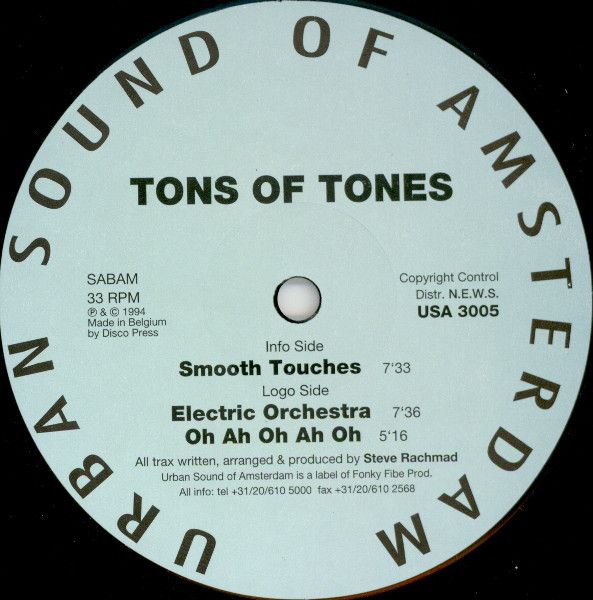 URBAN SOUND OF AMSTERDAM
TONS OF TONES
SABAM
33 RPM
℗ & © 1994
Made in Belgium
by Disco Press
Copyright Control
Distr. N.E.W.S.
USA 3005
Info Side
Smooth Touches 7'33
Logo Side
Electric Orchestra 7'36
Oh Ah Oh Ah Oh 5'16
All trax written, arranged & produced by Steve Rachmad
Urban Sound of Amsterdam is a label of Fonky Fibe Prod.
All info: tel +31/20/610 5000 fax +31/20/610 2568